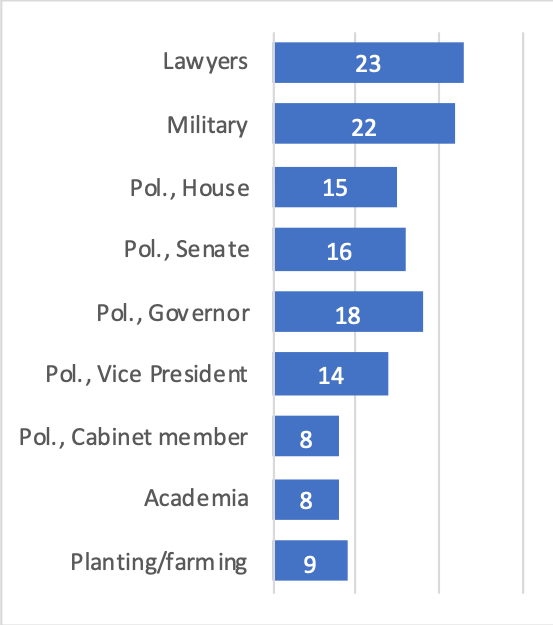 Lawyers 23
Military 22
Pol., House 15
Pol., Senate 16
Pol., Governor 18
Pol., Vice President 14
Pol., Cabinet member 8
Academia 8
Planting/farming 9